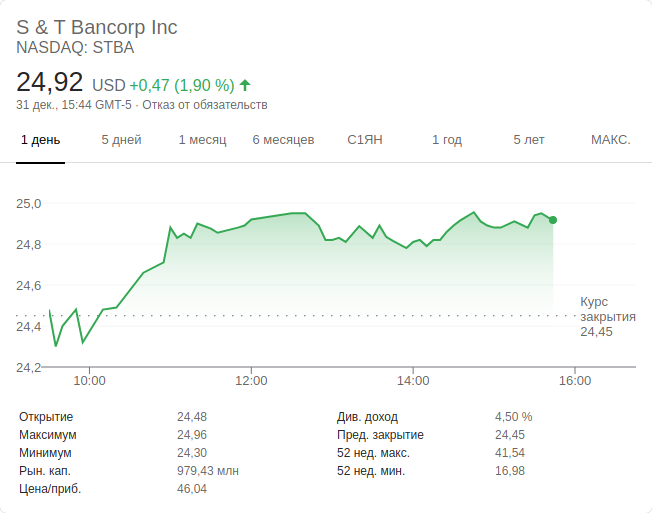 S & T Bancorp Inc
NASDAQ: STBA
24,92 USD +0,47 (1,90 %)
31 дек., 15:44 GMT-5 · Отказ от обязательств
1 день 5 дней 1 месяц 6 месяцев С1ЯН 1 год 5 лет МАКС.
25,0
24,8
24,6
24,4
24,2
Курс
закрытия
24,45
10:00 12:00 14:00 16:00
Открытие 24,48 Див. доход 4,50 %
Максимум 24,96 Пред. закрытие 24,45
Минимум 24,30 52 нед. макс. 41,54
Рын. кап. 979,43 млн 52 нед. мин. 16,98
Цена/приб. 46,04